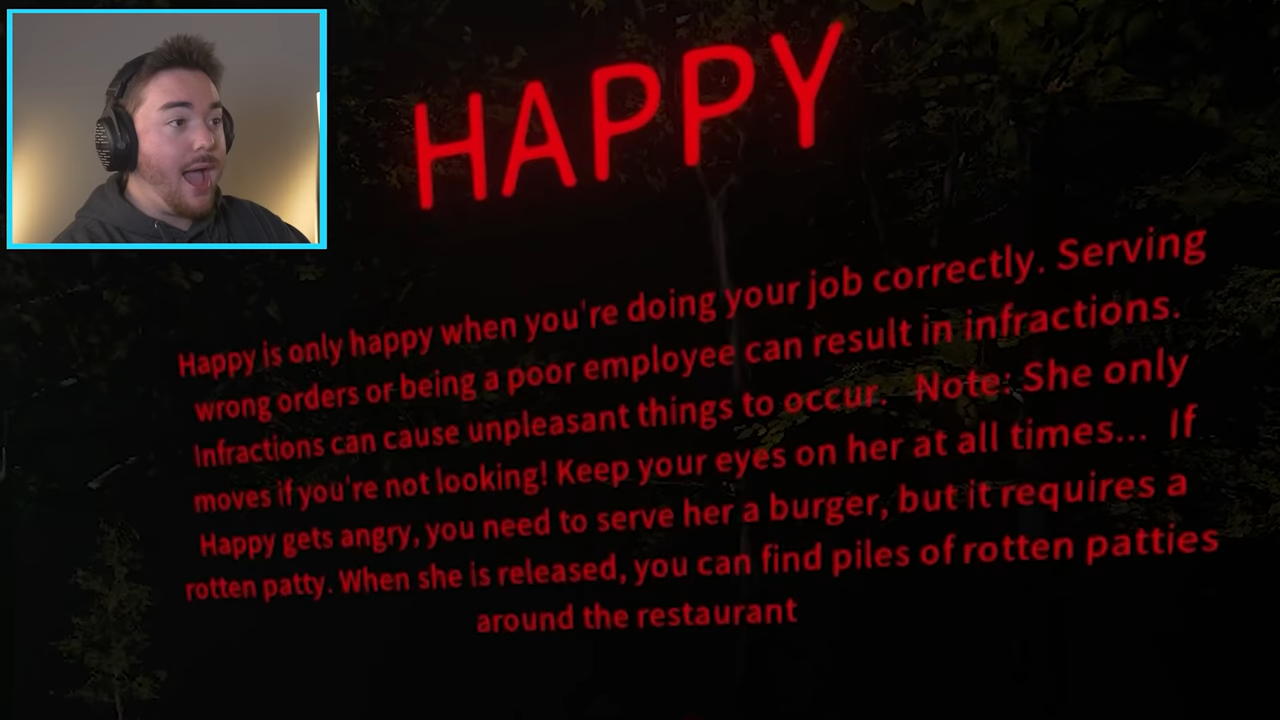 HAPPY
Happy is only happy when you're doing your job correctly. Serving
wrong orders or being a poor employee can result in infractions.
Infractions can cause unpleasant things to occur.  Note: She only
moves if you're not looking! Keep your eyes on her at all times...  If
Happy gets angry, you need to serve her a burger, but it requires a
rotten patty. When she is released, you can find piles of rotten patties
around the restaurant